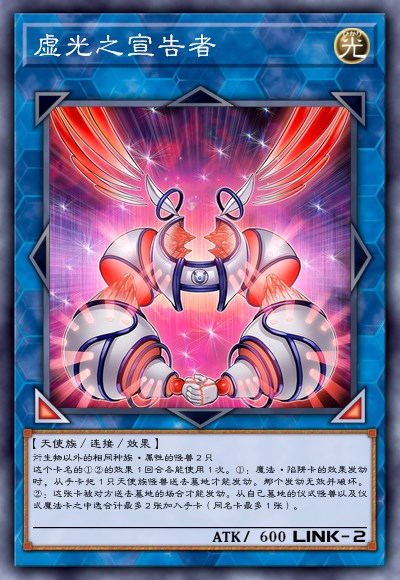 虚光之宣告者
ひかり
光
【天使族／连接／效果】
衍生物以外的相同种族·属性的怪兽2只
这个卡名的①②的效果1回合各能使用1次。①：魔法·陷阱卡的效果发动
时，从手卡把1只天使族怪兽送去墓地才能发动。那个发动无效并破坏。
②：这张卡被对方送去墓地的场合才能发动。从自己墓地的仪式怪兽以及仪
式魔法卡之中选合计最多2张加入手卡（同名卡最多1张）。
ATK/ 600 LINK-2